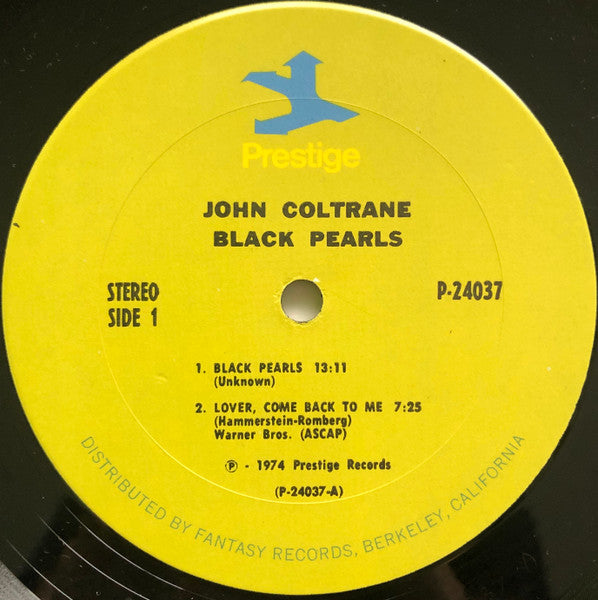 Prestige
JOHN COLTRANE
BLACK PEARLS
STEREO
SIDE 1
P-24037
1. BLACK PEARLS 13:11
(Unknown)
2. LOVER, COME BACK TO ME 7:25
(Hammerstein-Romberg)
Warner Bros. (ASCAP)
℗ - 1974 Prestige Records
(P-24037-A)
DISTRIBUTED BY FANTASY RECORDS, BERKELEY, CALIFORNIA